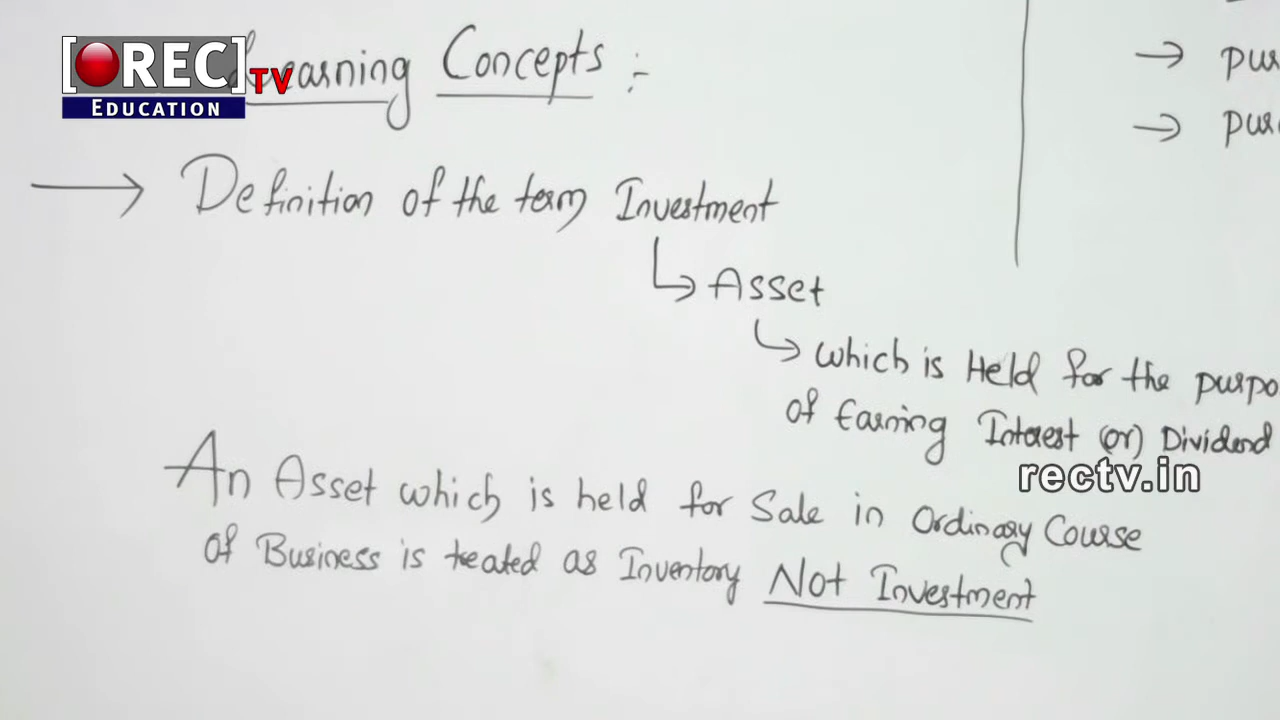 [REC] TV
EDUCATION
Learning Concepts :-
→ Definition of the term Investment
↳ Asset
↳ which is Held for the purpo
of Earning Interest (or) Dividend
rectv.in
An Asset which is held for Sale in Ordinary Course
of Business is treated as Inventory Not Investment
→ pur
→ pur